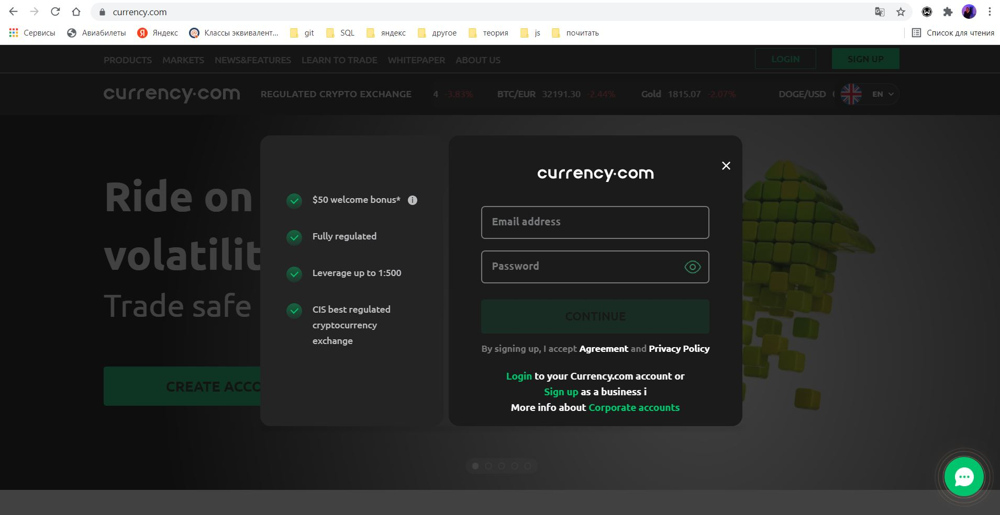 currency.com
Сервисы Авиабилеты Яндекс Классы эквивалент... git SQL яндекс другое теория js почитать Список для чтения
PRODUCTS MARKETS NEWS&FEATURES LEARN TO TRADE WHITEPAPER ABOUT US LOGIN SIGN UP
currency.com REGULATED CRYPTO EXCHANGE 4 -3.83% BTC/EUR 32191.30 -2.44% Gold 1815.07 -2.07% DOGE/USD EN
Ride on
volatilit
Trade safe
CREATE ACCO
$50 welcome bonus* i
Fully regulated
Leverage up to 1:500
CIS best regulated
cryptocurrency
exchange
currency.com
Email address
Password
CONTINUE
By signing up, I accept Agreement and Privacy Policy
Login to your Currency.com account or
Sign up as a business i
More info about Corporate accounts